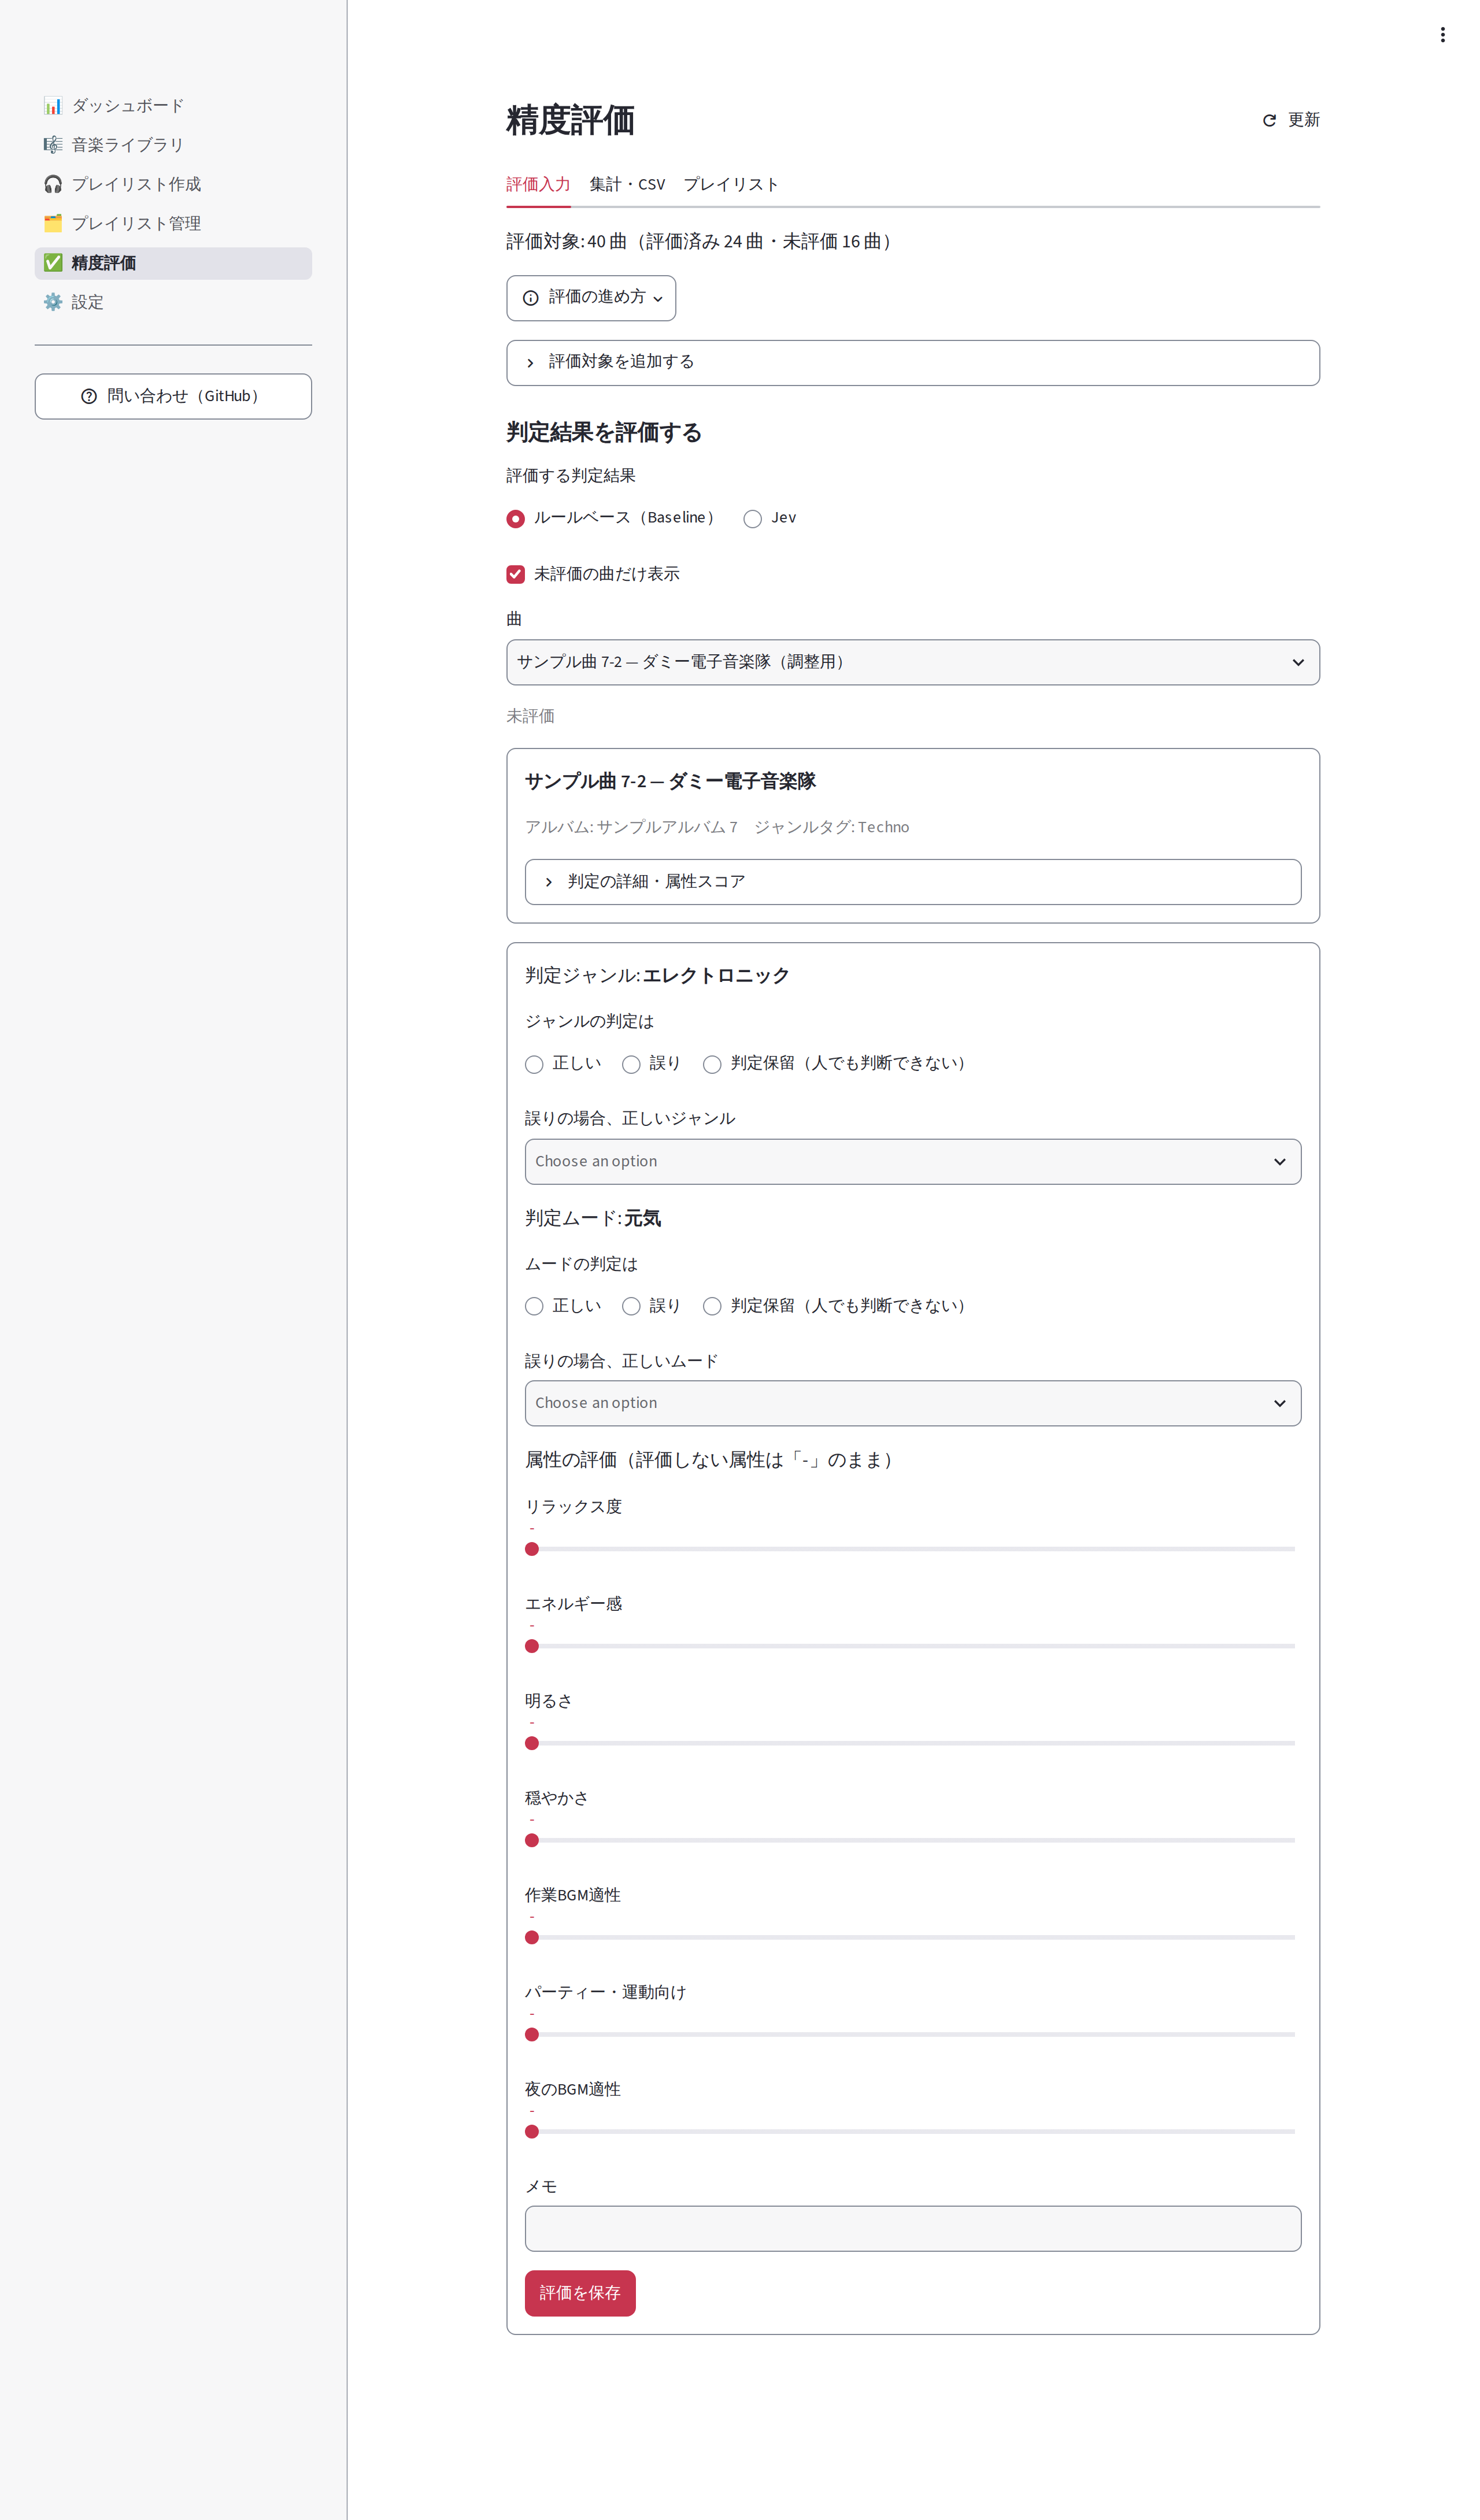 ダッシュボード
音楽ライブラリ
プレイリスト作成
プレイリスト管理
精度評価
設定
問い合わせ（GitHub）
精度評価
更新
評価入力 集計・CSV プレイリスト
評価対象: 40 曲（評価済み 24 曲・未評価 16 曲）
評価の進め方
評価対象を追加する
判定結果を評価する
評価する判定結果
ルールベース（Baseline） Jev
未評価の曲だけ表示
曲
サンプル曲 7-2 — ダミー電子音楽隊（調整用）
未評価
サンプル曲 7-2 — ダミー電子音楽隊
アルバム: サンプルアルバム 7　ジャンルタグ: Techno
判定の詳細・属性スコア
判定ジャンル: エレクトロニック
ジャンルの判定は
正しい 誤り 判定保留（人でも判断できない）
誤りの場合、正しいジャンル
Choose an option
判定ムード: 元気
ムードの判定は
正しい 誤り 判定保留（人でも判断できない）
誤りの場合、正しいムード
Choose an option
属性の評価（評価しない属性は「-」のまま）
リラックス度
-
エネルギー感
-
明るさ
-
穏やかさ
-
作業BGM適性
-
パーティー・運動向け
-
夜のBGM適性
-
メモ
評価を保存